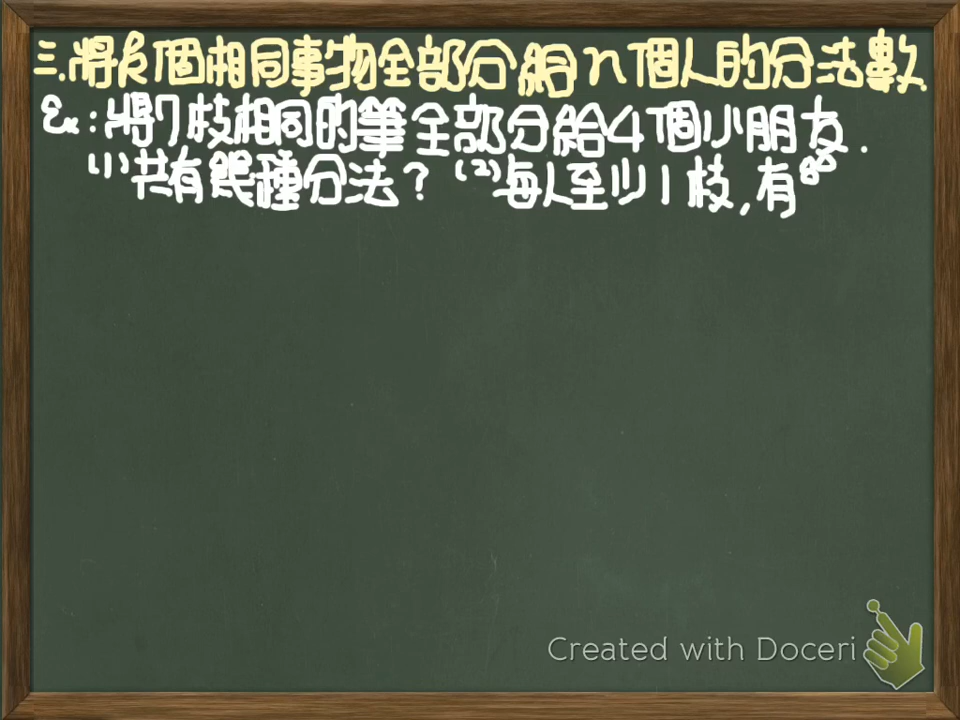 三.將k個相同事物全部分給n個人的分法數.
Ex:將7枝相同的筆全部分給4個小朋友.
(1)共有幾種分法?(2)每人至少1枝,有
Created with Doceri